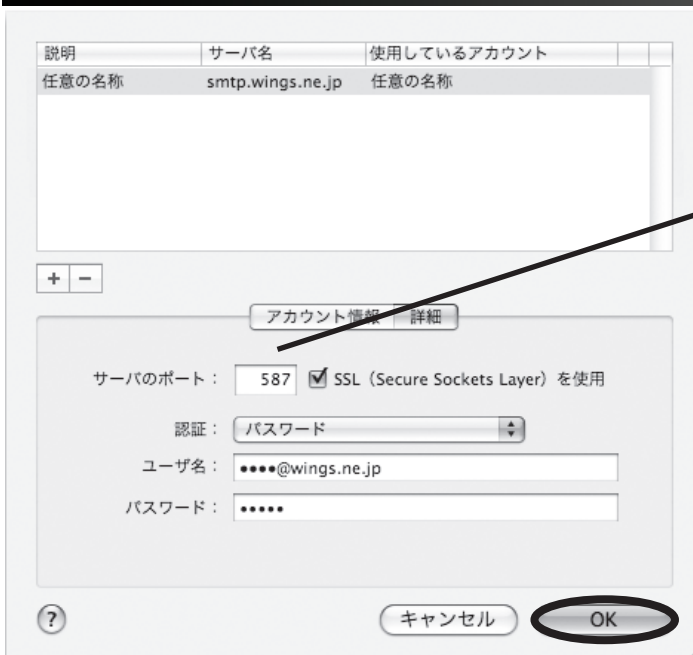 説明 サーバ名 使用しているアカウント
任意の名称 smtp.wings.ne.jp 任意の名称
+ −
アカウント情報 詳細
サーバのポート： 587 SSL（Secure Sockets Layer）を使用
認証： パスワード
ユーザ名： ••••@wings.ne.jp
パスワード： •••••
? キャンセル OK